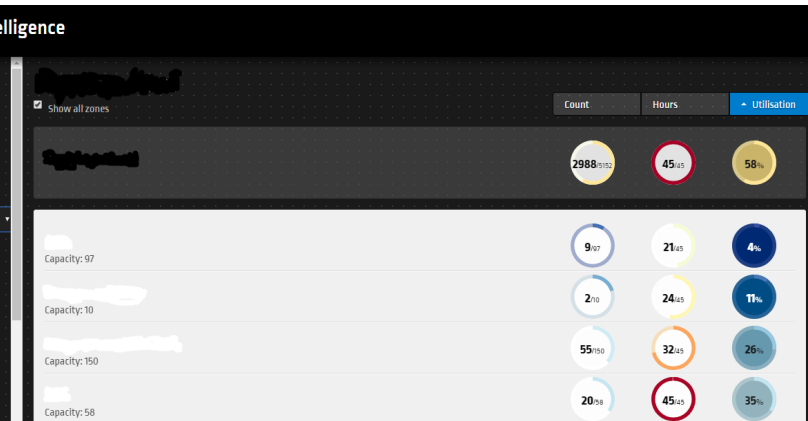 elligence
Show all zones
Count Hours Utilisation
2988/5152 45/45 58%
9/97 21/45 4%
Capacity: 97
2/10 24/45 11%
Capacity: 10
55/150 32/45 26%
Capacity: 150
20/58 45/45 35%
Capacity: 58